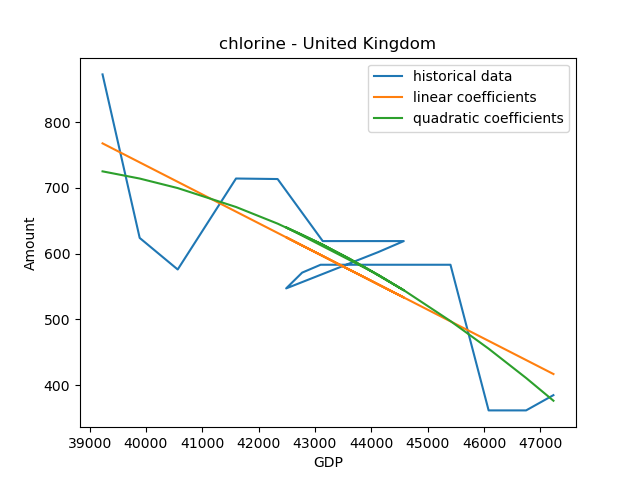 chlorine - United Kingdom
historical data
linear coefficients
quadratic coefficients
Amount
800
700
600
500
400
39000 40000 41000 42000 43000 44000 45000 46000 47000
GDP